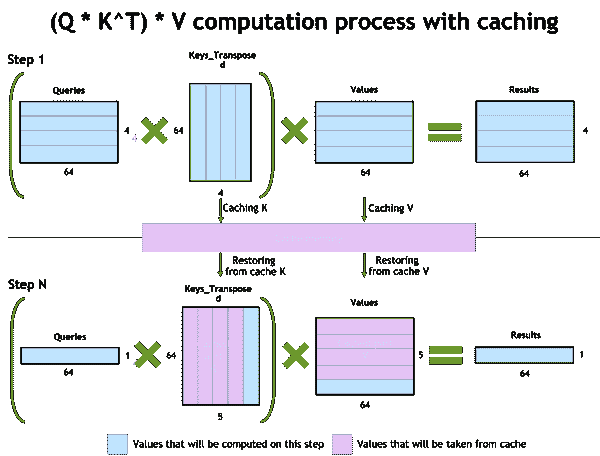 (Q * K^T) * V computation process with caching
Step 1
Keys_Transpose
d
Queries
Values
Results
4
4
64
4
64
64
64
4
Caching K
Caching V
Restoring
from cache K
Restoring
from cache V
Step N
Keys_Transpose
d
Queries
Values
Results
1
64
5
1
64
64
64
5
Values that will be computed on this step
Values that will be taken from cache